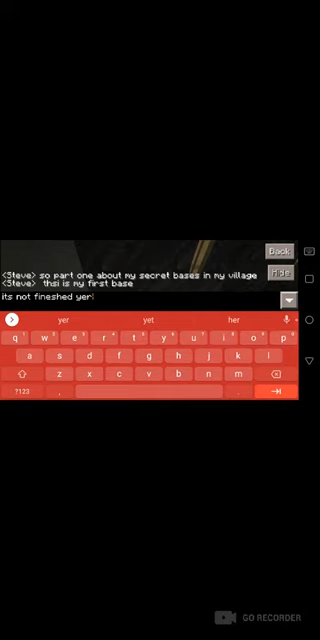 Back
<Steve> so part one about my secret bases in my village
Hide
<Steve> thsi is my first base
its not fineshed yer
yer yet her
q w e r t y u i o p
a s d f g h j k l
z x c v b n m
?123 , .
GO RECORDER